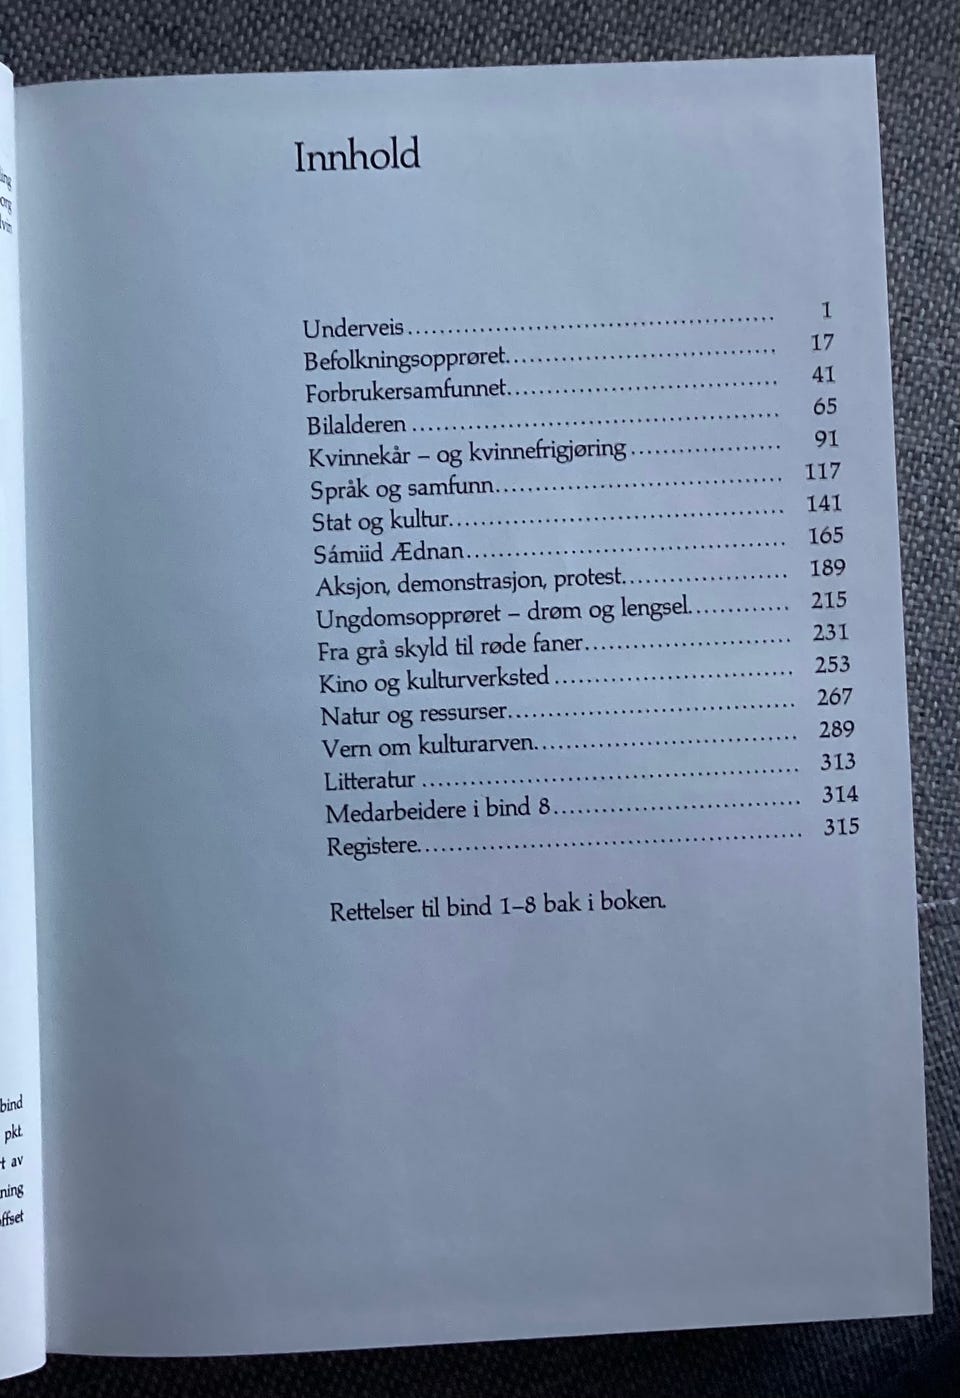 Innhold
Underveis 1
Befolkningsopprøret 17
Forbrukersamfunnet 41
Bilalderen 65
Kvinnekår – og kvinnefrigjøring 91
Språk og samfunn 117
Stat og kultur 141
Sámiid Ædnan 165
Aksjon, demonstrasjon, protest 189
Ungdomsopprøret – drøm og lengsel 215
Fra grå skyld til røde faner 231
Kino og kulturverksted 253
Natur og ressurser 267
Vern om kulturarven 289
Litteratur 313
Medarbeidere i bind 8 314
Registere 315
Rettelser til bind 1–8 bak i boken.
bind
pkt.
av